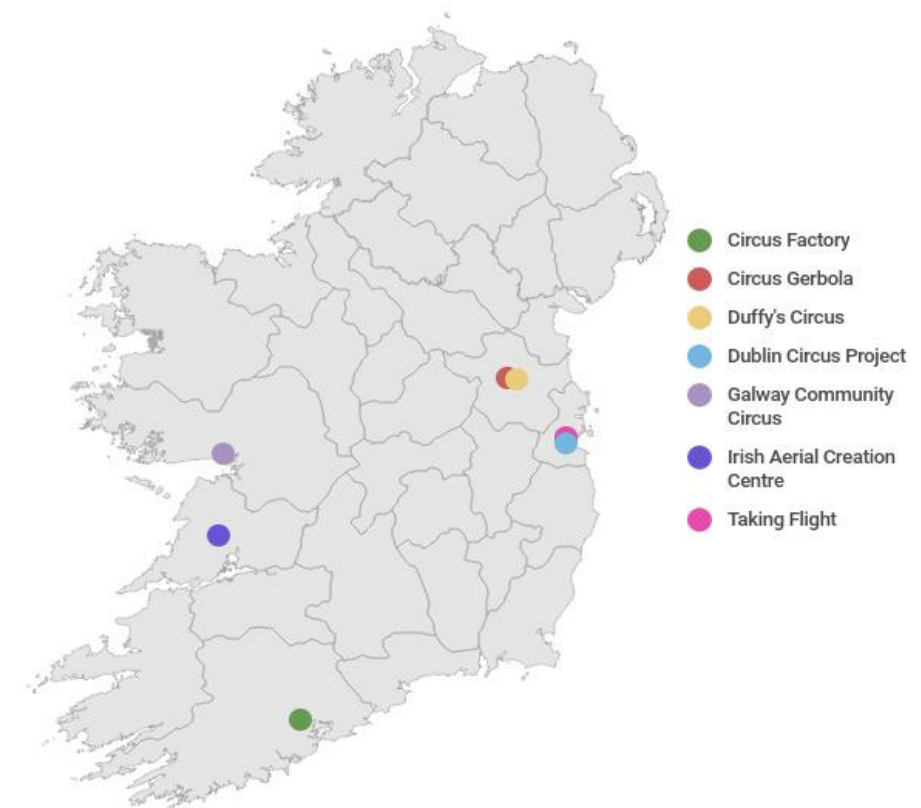 Circus Factory
Circus Gerbola
Duffy's Circus
Dublin Circus Project
Galway Community
Circus
Irish Aerial Creation
Centre
Taking Flight